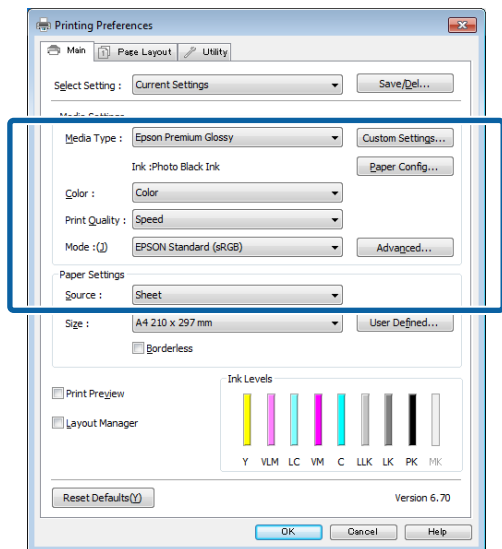 Printing Preferences
Main Page Layout Utility
Select Setting : Current Settings Save/Del...
Media Settings
Media Type : Epson Premium Glossy Custom Settings...
Ink :Photo Black Ink Paper Config...
Color : Color
Print Quality : Speed
Mode :(J) EPSON Standard (sRGB) Advanced...
Paper Settings
Source : Sheet
Size : A4 210 x 297 mm User Defined...
Borderless
Ink Levels
Print Preview
Layout Manager
Y VLM LC VM C LLK LK PK MK
Reset Defaults(Y) Version 6.70
OK Cancel Help